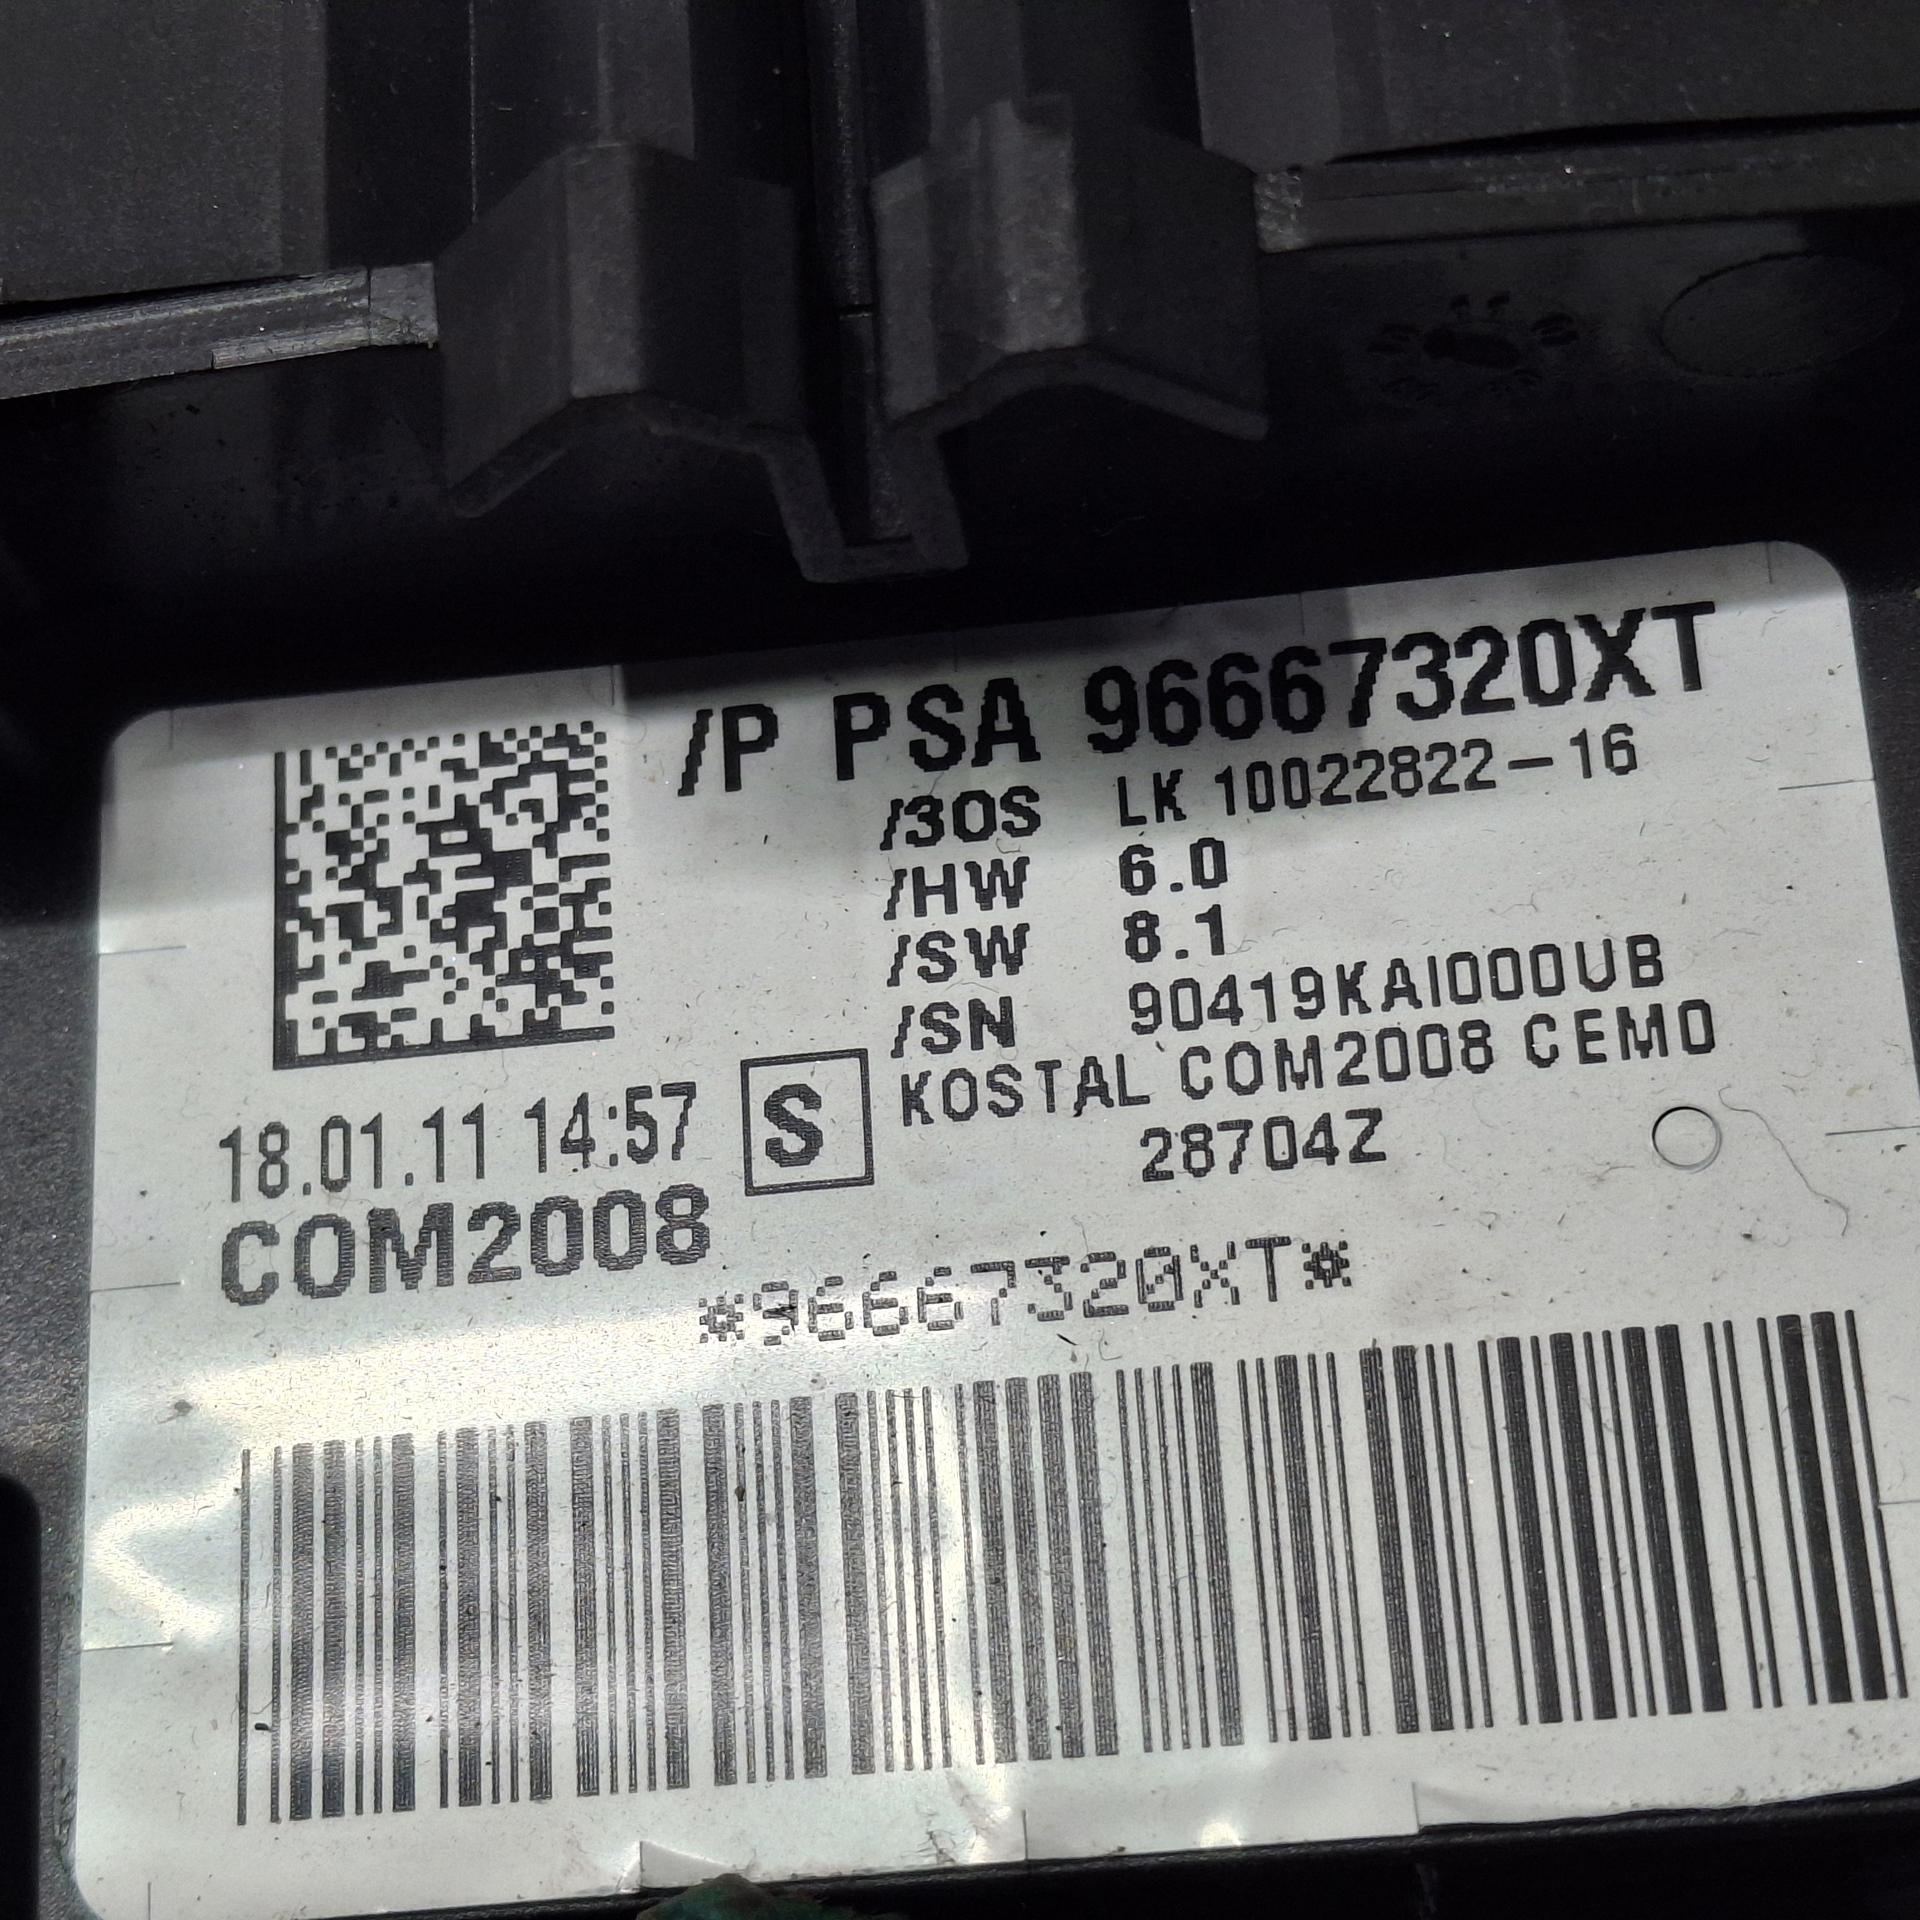 /P PSA 96667320XT
/3OS LK 10022822-16
/HW 6.0
/SW 8.1
/SN 90419KAI000UB
KOSTAL COM2008 CEM0
28704Z
18.01.11 14:57 S
COM2008
*96667320XT*